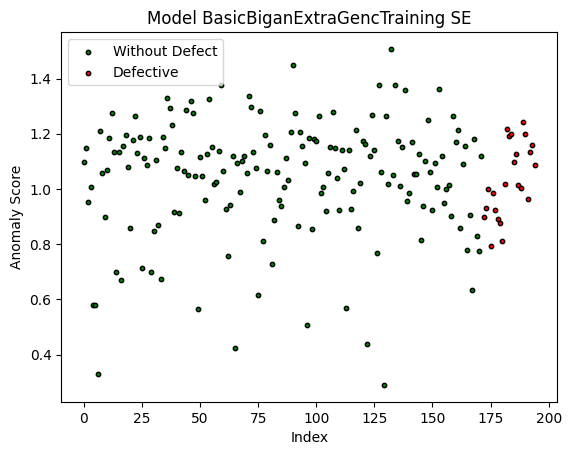 Model BasicBiganExtraGencTraining SE
Without Defect
Defective
Anomaly Score
1.4
1.2
1.0
0.8
0.6
0.4
0 25 50 75 100 125 150 175 200
Index